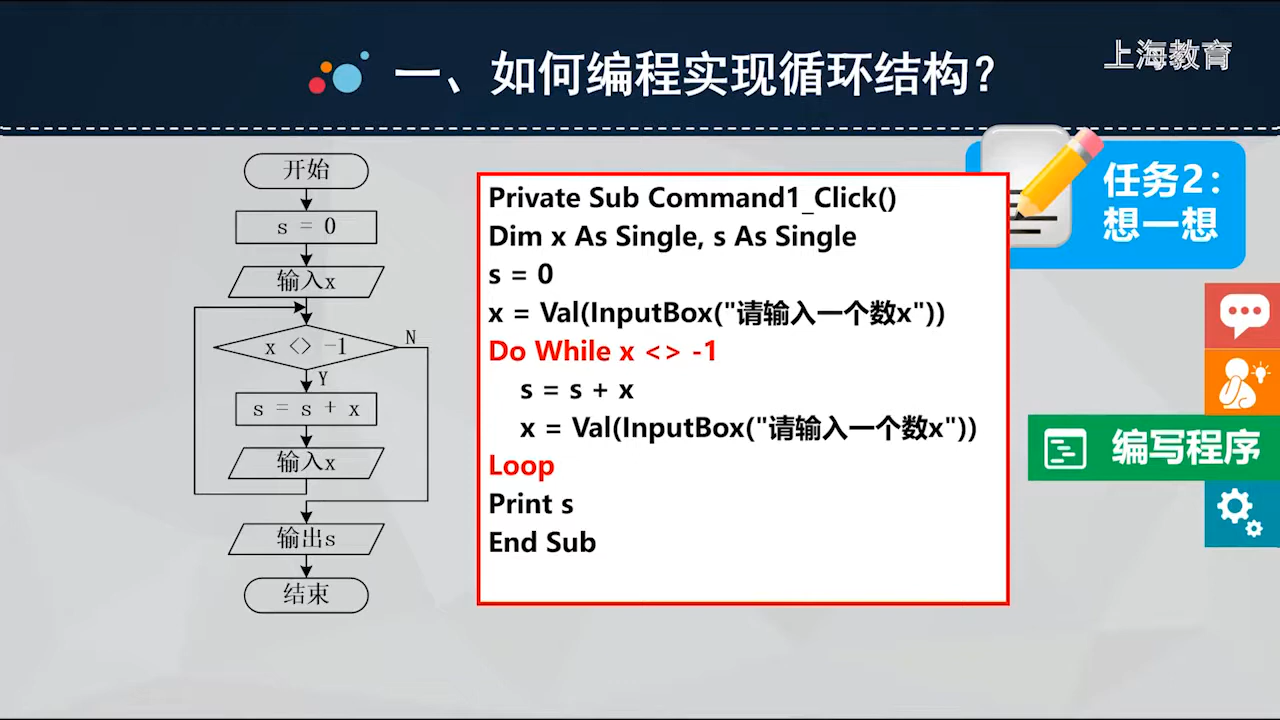 一、如何编程实现循环结构?
上海教育
开始
s = 0
输入x
x <> -1
N
Y
s = s + x
输入x
输出s
结束
Private Sub Command1_Click()
Dim x As Single, s As Single
s = 0
x = Val(InputBox("请输入一个数x"))
Do While x <> -1
s = s + x
x = Val(InputBox("请输入一个数x"))
Loop
Print s
End Sub
任务2:
想一想
编写程序